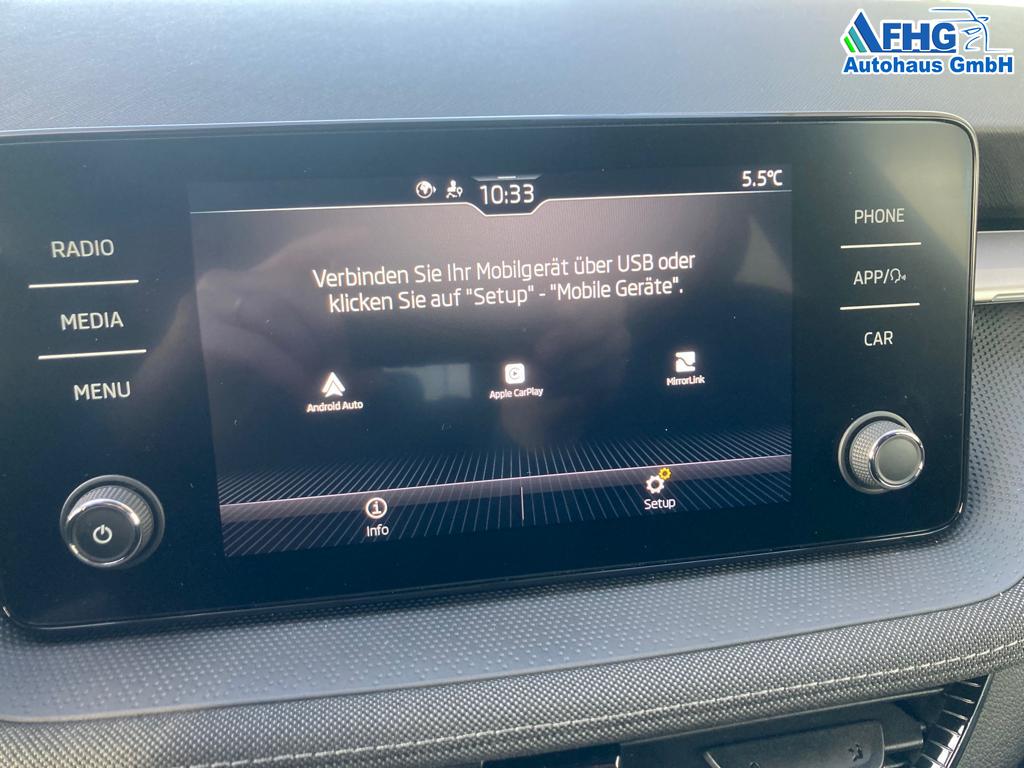 FHG
Autohaus GmbH
10:33
5.5°C
RADIO
MEDIA
MENU
PHONE
APP/
CAR
Verbinden Sie Ihr Mobilgerät über USB oder
klicken Sie auf "Setup" - "Mobile Geräte".
Android Auto
Apple CarPlay
MirrorLink
Info
Setup